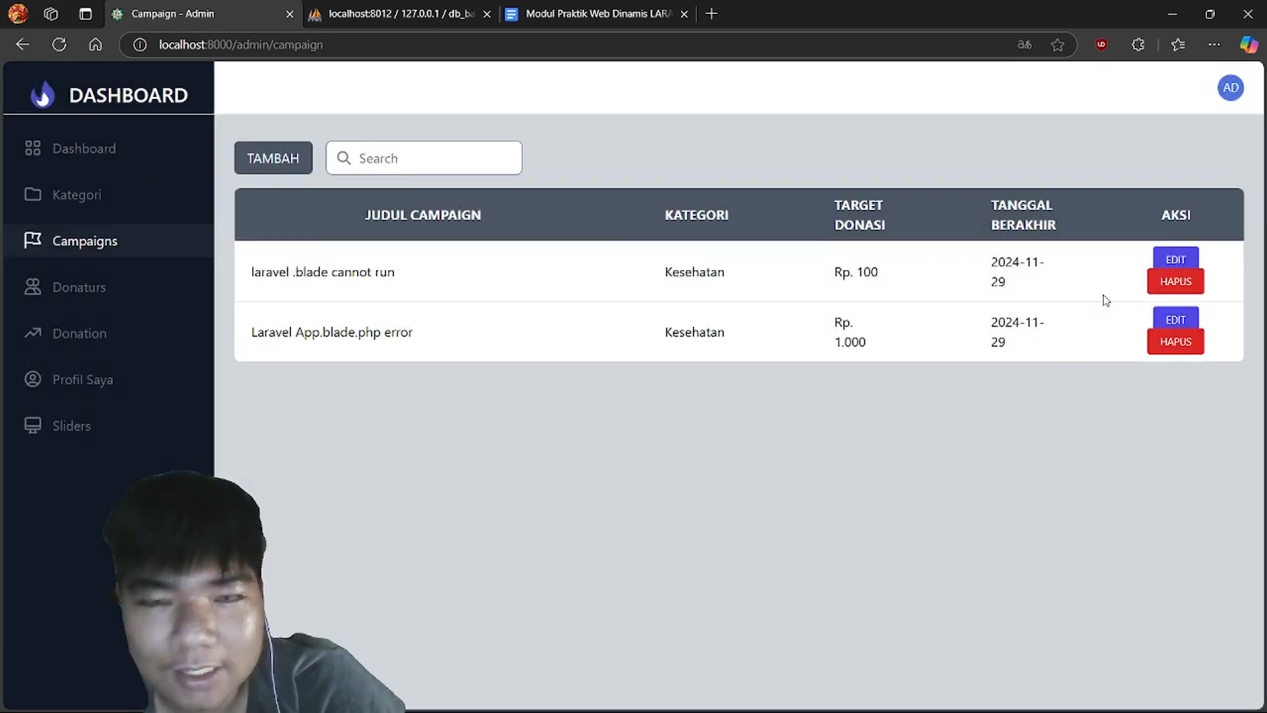 Campaign - Admin
localhost:8012 / 127.0.0.1 / db_ba
Modul Praktik Web Dinamis LARA
localhost:8000/admin/campaign
DASHBOARD
AD
Dashboard
Kategori
Campaigns
Donaturs
Donation
Profil Saya
Sliders
TAMBAH
Search
JUDUL CAMPAIGN
KATEGORI
TARGET
DONASI
TANGGAL
BERAKHIR
AKSI
laravel .blade cannot run
Kesehatan
Rp. 100
2024-11-
29
EDIT
HAPUS
Laravel App.blade.php error
Kesehatan
Rp.
1.000
2024-11-
29
EDIT
HAPUS